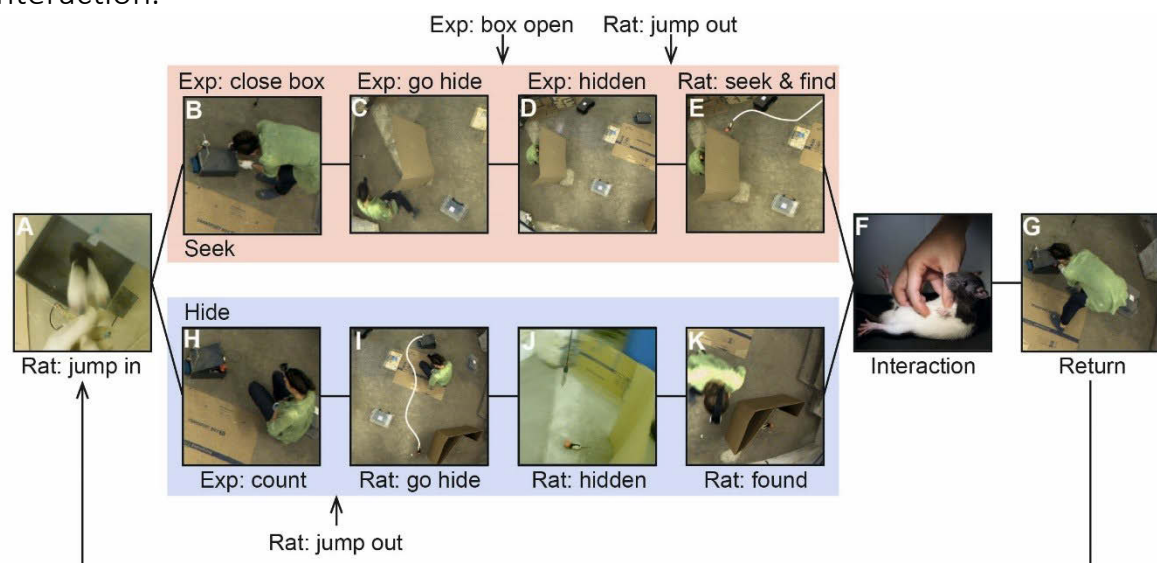 Interaction.
Exp: box open Rat: jump out
Exp: close box Exp: go hide Exp: hidden Rat: seek & find
B C D E
Seek
A
Rat: jump in
F G
Interaction Return
Hide
H I J K
Exp: count Rat: go hide Rat: hidden Rat: found
Rat: jump out